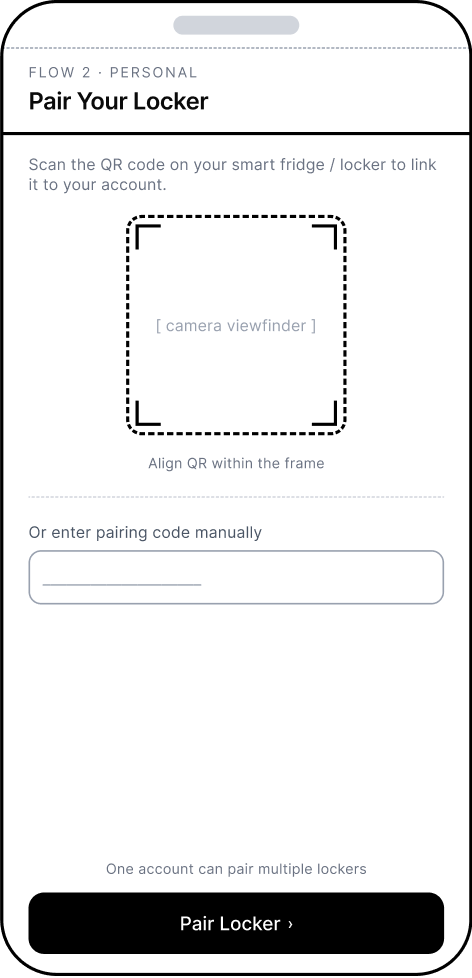 FLOW 2 · PERSONAL
Pair Your Locker
Scan the QR code on your smart fridge / locker to link
it to your account.
[ camera viewfinder ]
Align QR within the frame
Or enter pairing code manually
____________________
One account can pair multiple lockers
Pair Locker ›